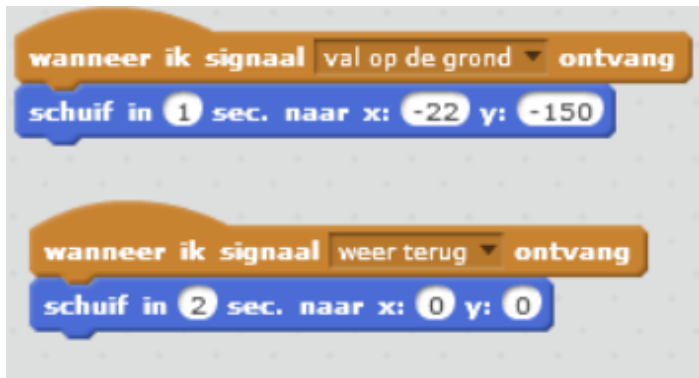 wanneer ik signaal val op de grond ontvang
schuif in 1 sec. naar x: -22 y: -150
wanneer ik signaal weer terug ontvang
schuif in 2 sec. naar x: 0 y: 0